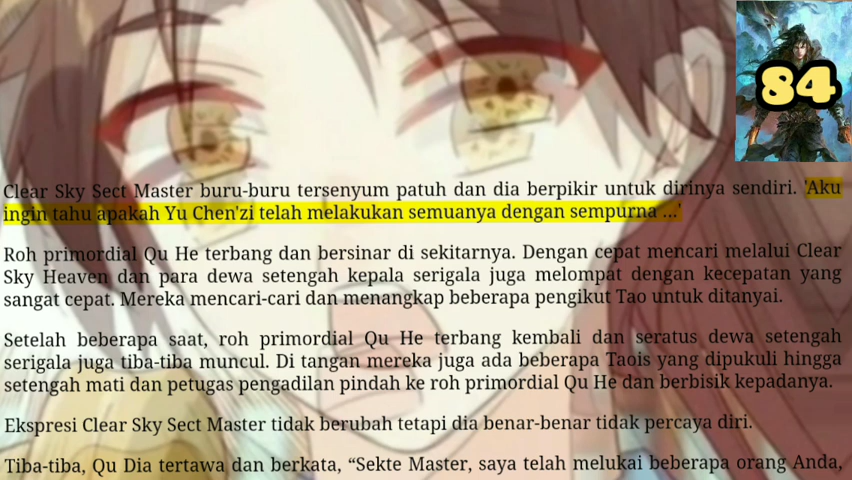 84
Clear Sky Sect Master buru-buru tersenyum patuh dan dia berpikir untuk dirinya sendiri. 'Aku
ingin tahu apakah Yu Chen'zi telah melakukan semuanya dengan sempurna ...'
Roh primordial Qu He terbang dan bersinar di sekitarnya. Dengan cepat mencari melalui Clear
Sky Heaven dan para dewa setengah kepala serigala juga melompat dengan kecepatan yang
sangat cepat. Mereka mencari-cari dan menangkap beberapa pengikut Tao untuk ditanyai.
Setelah beberapa saat, roh primordial Qu He terbang kembali dan seratus dewa setengah
serigala juga tiba-tiba muncul. Di tangan mereka juga ada beberapa Taois yang dipukuli hingga
setengah mati dan petugas pengadilan pindah ke roh primordial Qu He dan berbisik kepadanya.
Ekspresi Clear Sky Sect Master tidak berubah tetapi dia benar-benar tidak percaya diri.
Tiba-tiba, Qu Dia tertawa dan berkata, “Sekte Master, saya telah melukai beberapa orang Anda,